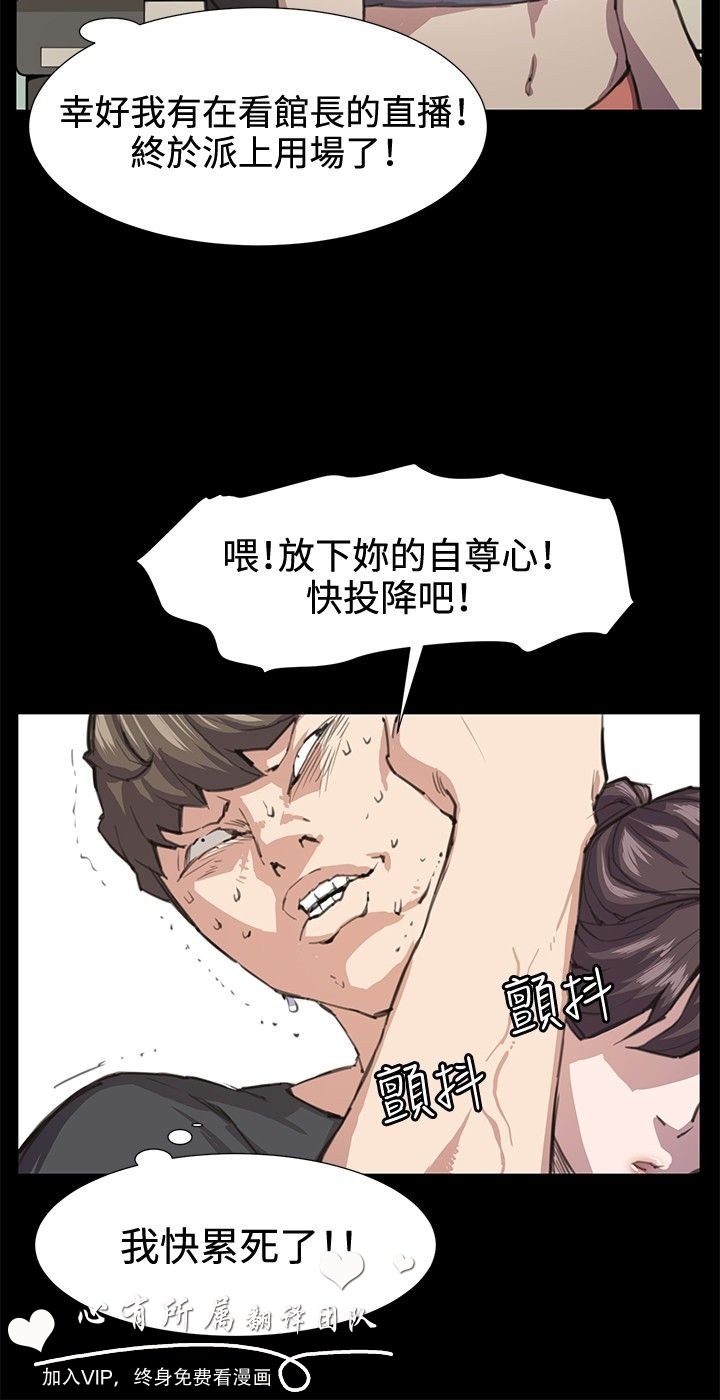 幸好我有在看館長的直播！
終於派上用場了！
喂！放下妳的自尊心！
快投降吧！
顫抖
顫抖
我快累死了！！
心有所属翻译团队
加入VIP，终身免费看漫画